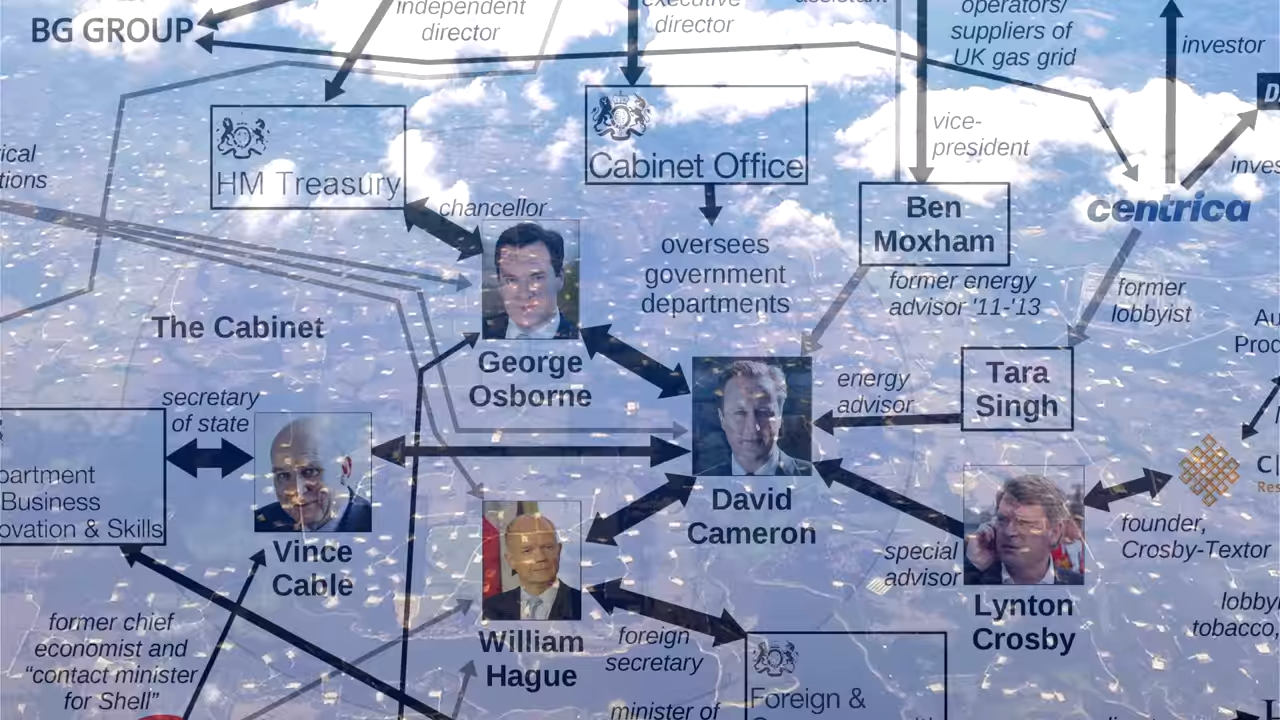 independent
director
executive
director
assistant
operators/
suppliers of
UK gas grid
BG GROUP
investor
vice-
president
HM Treasury
Cabinet Office
chancellor
oversees
government
departments
Ben
Moxham
former energy
advisor '11-'13
centrica
former
lobbyist
The Cabinet
George
Osborne
energy
advisor
Tara
Singh
secretary
of state
Business
& Skills
Vince
Cable
David
Cameron
special
advisor
founder,
Crosby-Textor
Lynton
Crosby
former chief
economist and
“contact minister
for Shell”
William
Hague
foreign
secretary
Foreign &
minister of